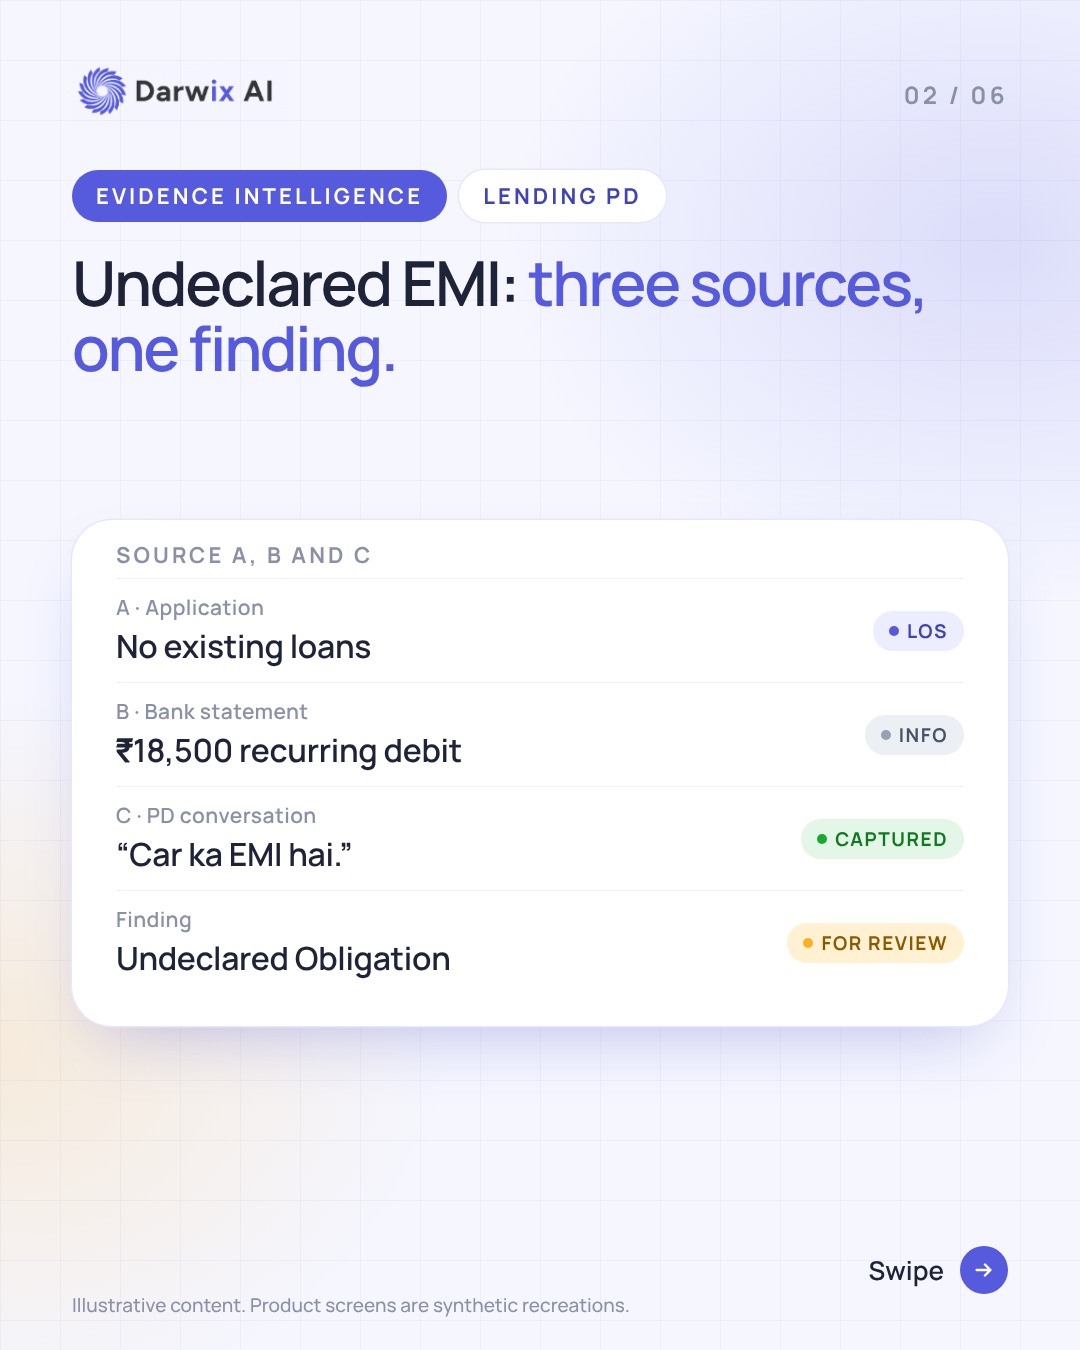 Darwix AI
02 / 06
EVIDENCE INTELLIGENCE
LENDING PD
Undeclared EMI: three sources,
one finding.
SOURCE A, B AND C
A · Application
No existing loans
LOS
B · Bank statement
₹18,500 recurring debit
INFO
C · PD conversation
“Car ka EMI hai.”
CAPTURED
Finding
Undeclared Obligation
FOR REVIEW
Swipe
Illustrative content. Product screens are synthetic recreations.